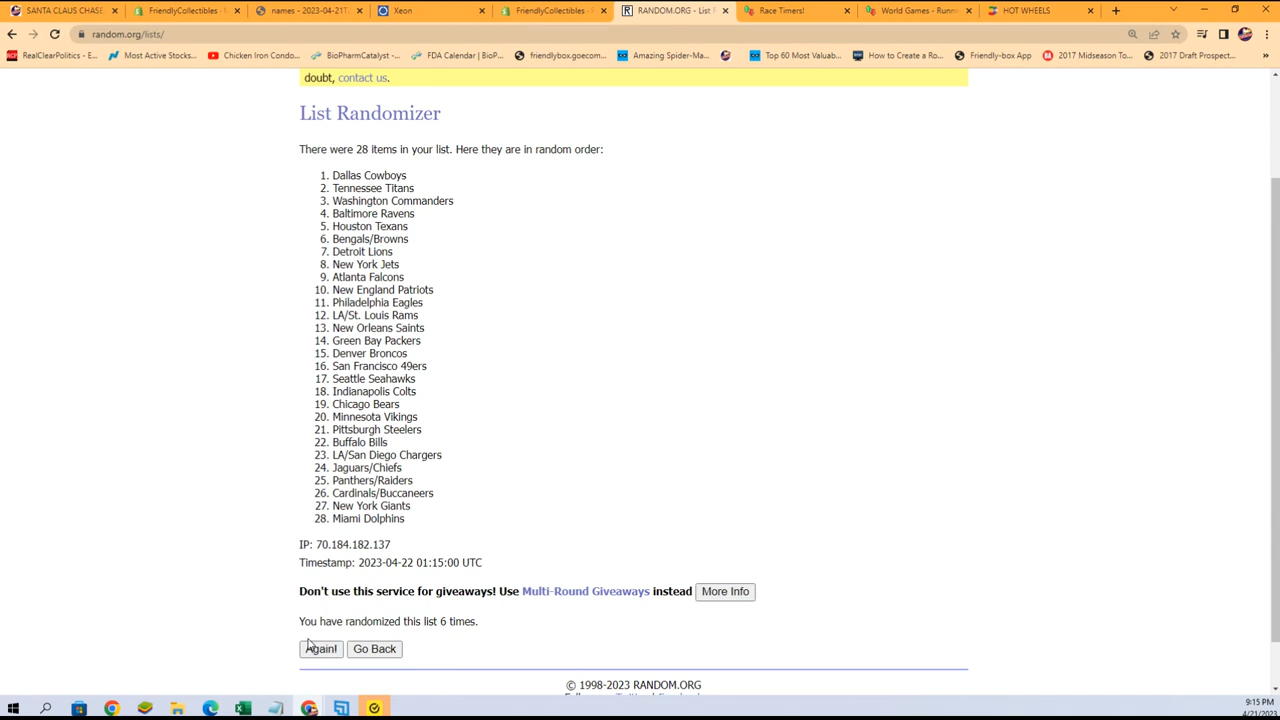 SANTA CLAUS CHASE
FriendlyCollectibles -
names - 2023-04-21T
Xeon
FriendlyCollectibles -
RANDOM.ORG - List
Race Timers!
World Games - Runni
HOT WHEELS
random.org/lists/
RealClearPolitics - E...
Most Active Stocks...
Chicken Iron Condo...
BioPharmCatalyst -...
FDA Calendar | BioP...
friendlybox.goecom...
Amazing Spider-Ma...
Top 60 Most Valuab...
How to Create a Ro...
Friendly-box App
2017 Midseason To...
2017 Draft Prospect...
doubt, contact us.
List Randomizer
There were 28 items in your list. Here they are in random order:
1. Dallas Cowboys
2. Tennessee Titans
3. Washington Commanders
4. Baltimore Ravens
5. Houston Texans
6. Bengals/Browns
7. Detroit Lions
8. New York Jets
9. Atlanta Falcons
10. New England Patriots
11. Philadelphia Eagles
12. LA/St. Louis Rams
13. New Orleans Saints
14. Green Bay Packers
15. Denver Broncos
16. San Francisco 49ers
17. Seattle Seahawks
18. Indianapolis Colts
19. Chicago Bears
20. Minnesota Vikings
21. Pittsburgh Steelers
22. Buffalo Bills
23. LA/San Diego Chargers
24. Jaguars/Chiefs
25. Panthers/Raiders
26. Cardinals/Buccaneers
27. New York Giants
28. Miami Dolphins
IP: 70.184.182.137
Timestamp: 2023-04-22 01:15:00 UTC
Don't use this service for giveaways! Use Multi-Round Giveaways instead More Info
You have randomized this list 6 times.
Again! Go Back
© 1998-2023 RANDOM.ORG
9:15 PM
4/21/2023